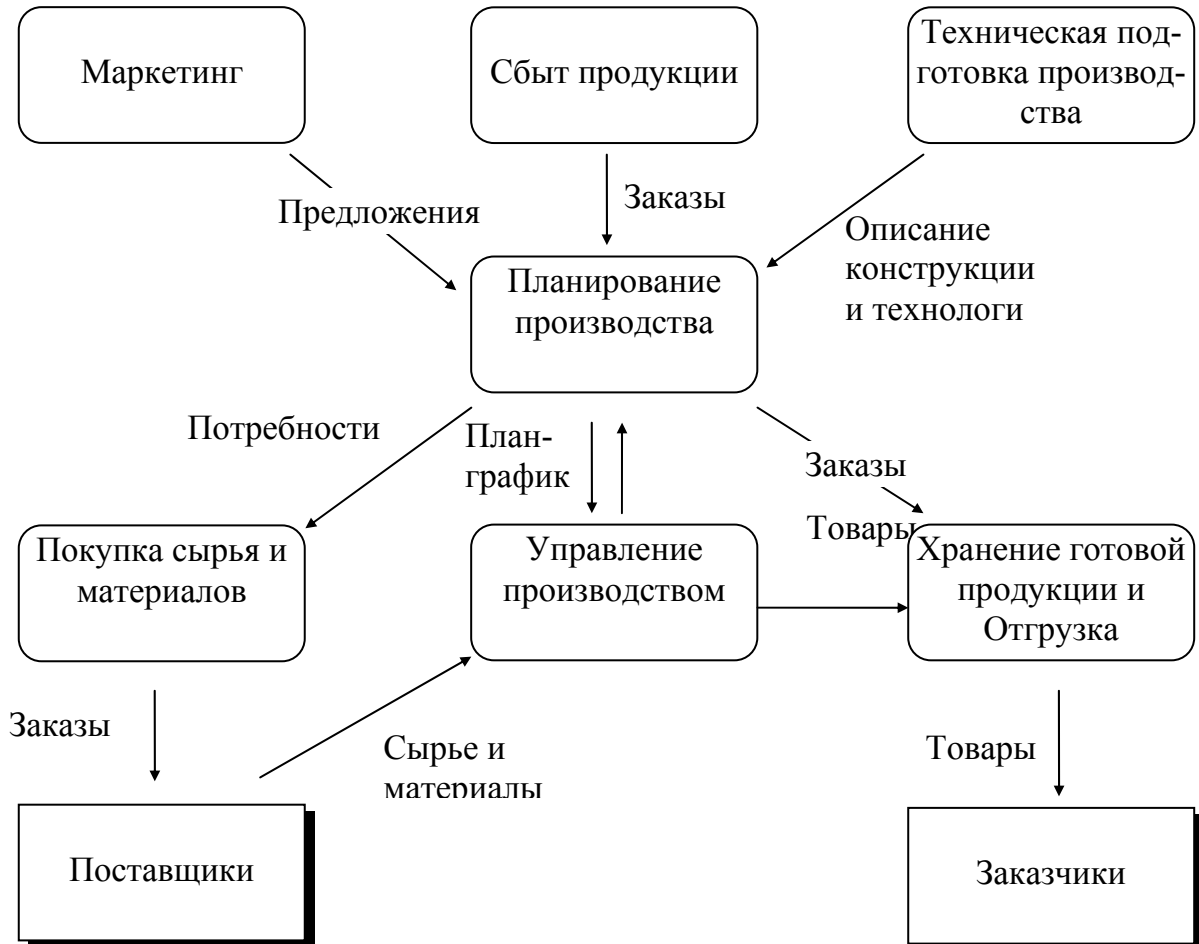 Маркетинг
Сбыт продукции
Техническая под-
готовка производ-
ства
Предложения
Заказы
Описание
конструкции
и технологи
Планирование
производства
Потребности
План-
график
Заказы
Товары
Покупка сырья и
материалов
Управление
производством
Хранение готовой
продукции и
Отгрузка
Заказы
Сырье и
материалы
Товары
Поставщики
Заказчики